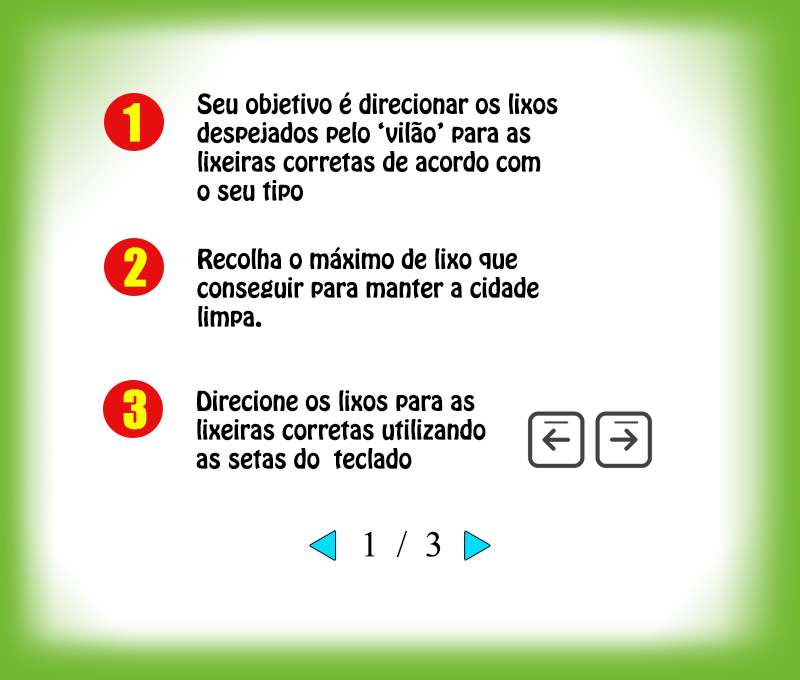 1
Seu objetivo é direcionar os lixos
despejados pelo ‘vilão’ para as
lixeiras corretas de acordo com
o seu tipo
2
Recolha o máximo de lixo que
conseguir para manter a cidade
limpa.
3
Direcione os lixos para as
lixeiras corretas utilizando
as setas do teclado
1 / 3